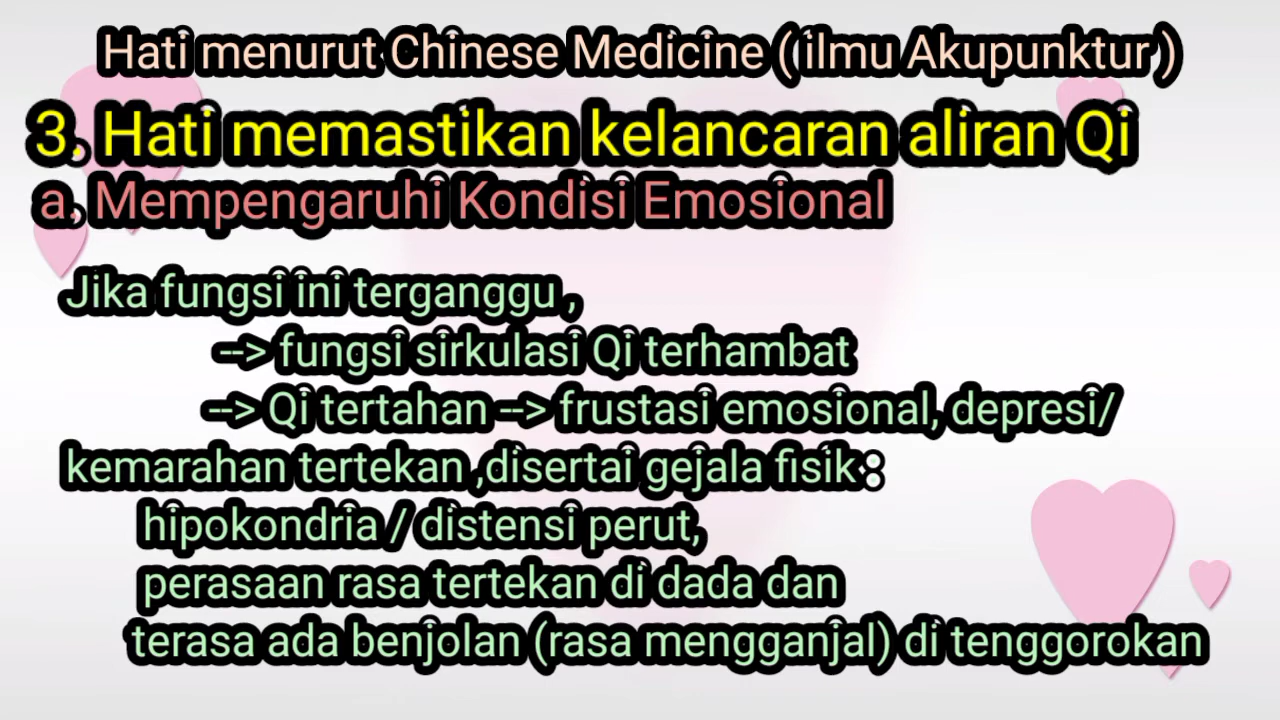 Hati menurut Chinese Medicine ( ilmu Akupunktur )
3. Hati memastikan kelancaran aliran Qi
a. Mempengaruhi Kondisi Emosional
Jika fungsi ini terganggu ,
--> fungsi sirkulasi Qi terhambat
--> Qi tertahan --> frustasi emosional, depresi/
kemarahan tertekan ,disertai gejala fisik :
hipokondria / distensi perut,
perasaan rasa tertekan di dada dan
terasa ada benjolan (rasa mengganjal) di tenggorokan